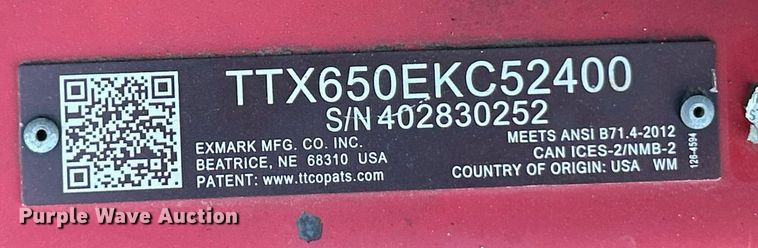 TTX650EKC52400
S/N 402830252
EXMARK MFG. CO. INC.
BEATRICE, NE 68310 USA
PATENT: www.ttcopats.com
MEETS ANSI B71.4-2012
CAN ICES-2/NMB-2
COUNTRY OF ORIGIN: USA WM
126-4594
Purple Wave Auction